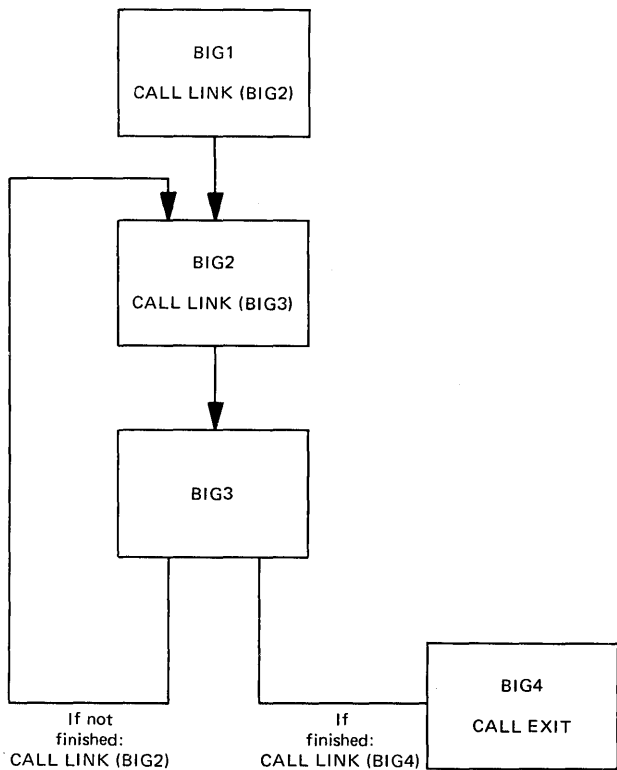 BIG1
CALL LINK (BIG2)
BIG2
CALL LINK (BIG3)
BIG3
If not
finished:
CALL LINK (BIG2)
If
finished:
CALL LINK (BIG4)
BIG4
CALL EXIT